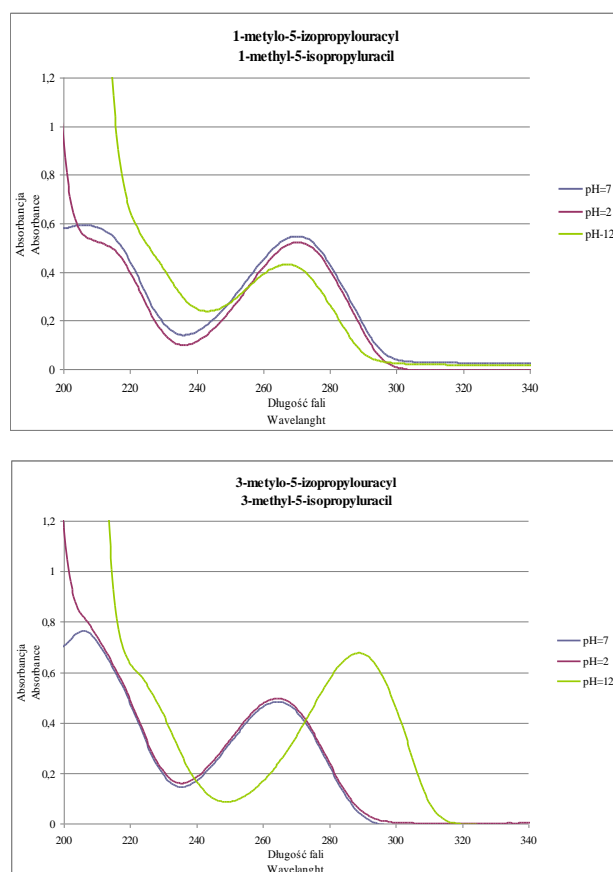 1-metylo-5-izopropylouracyl
1-methyl-5-isopropyluracil
1,2
1
0,8
0,6
0,4
0,2
0
Absorbancja
Absorbance
200 220 240 260 280 300 320 340
Długość fali
Wavelanght
pH=7
pH=2
pH-12
3-metylo-5-izopropylouracyl
3-methyl-5-isopropyluracil
1,2
1
0,8
0,6
0,4
0,2
0
Absorbancja
Absorbance
200 220 240 260 280 300 320 340
Długość fali
Wavelanght
pH=7
pH=2
pH=12